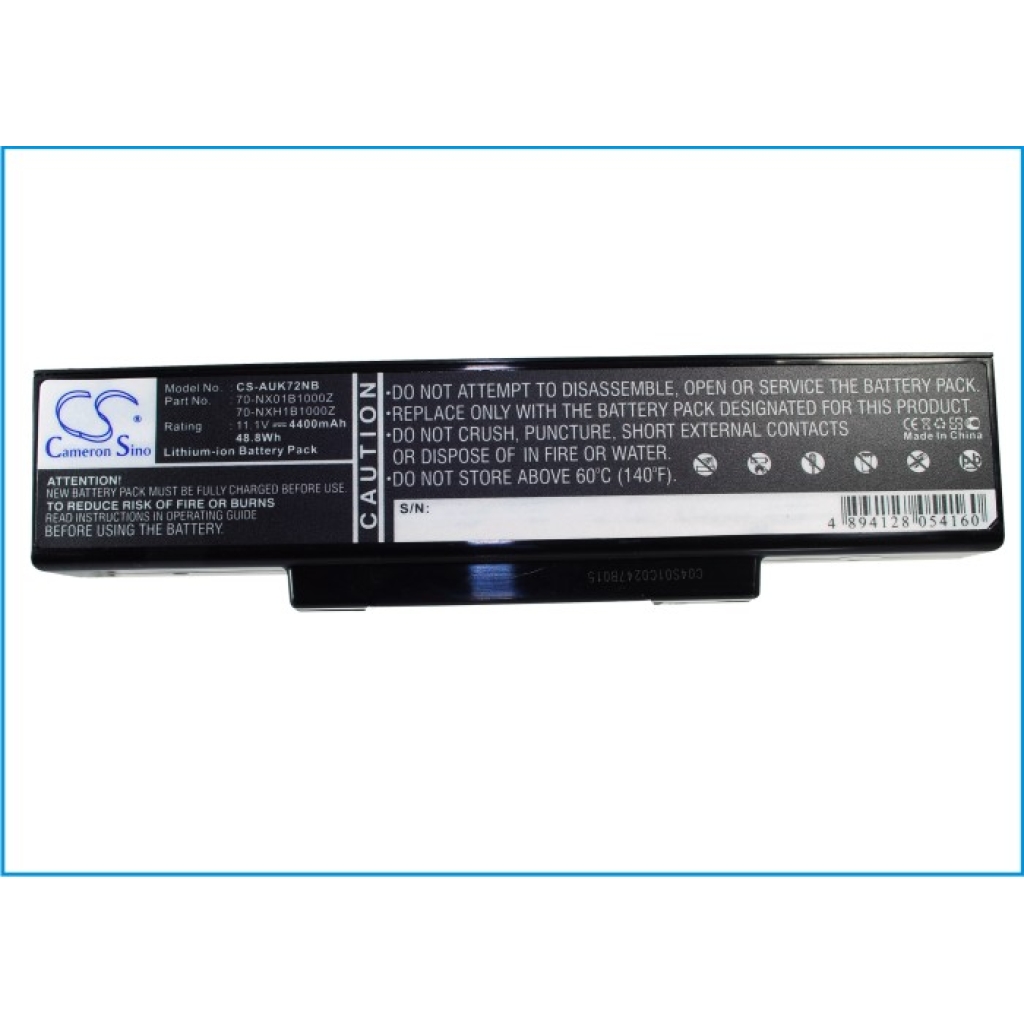 CS
®
Cameron Sino
Model No. : CS-AUK72NB
Part No. : 70-NX01B1000Z
70-NXH1B1000Z
Rating : 11.1V 4400mAh
48.8Wh
Lithium-ion Battery Pack
ATTENTION!
NEW BATTERY PACK MUST BE FULLY CHARGED BEFORE USE.
TO REDUCE RISK OF FIRE OR BURNS
READ INSTRUCTIONS IN OPERATING GUIDE
BEFORE USING THE BATTERY.
CAUTION
•DO NOT ATTEMPT TO DISASSEMBLE, OPEN OR SERVICE THE BATTERY PACK.
•REPLACE ONLY WITH THE BATTERY PACK DESIGNATED FOR THIS PRODUCT.
•DO NOT CRUSH, PUNCTURE, SHORT EXTERNAL CONTACTS
OR DISPOSE OF IN FIRE OR WATER.
•DO NOT STORE ABOVE 60°C (140°F).
CE
Made In China
S/N:
4 894128 054160
C04S01C0247B015